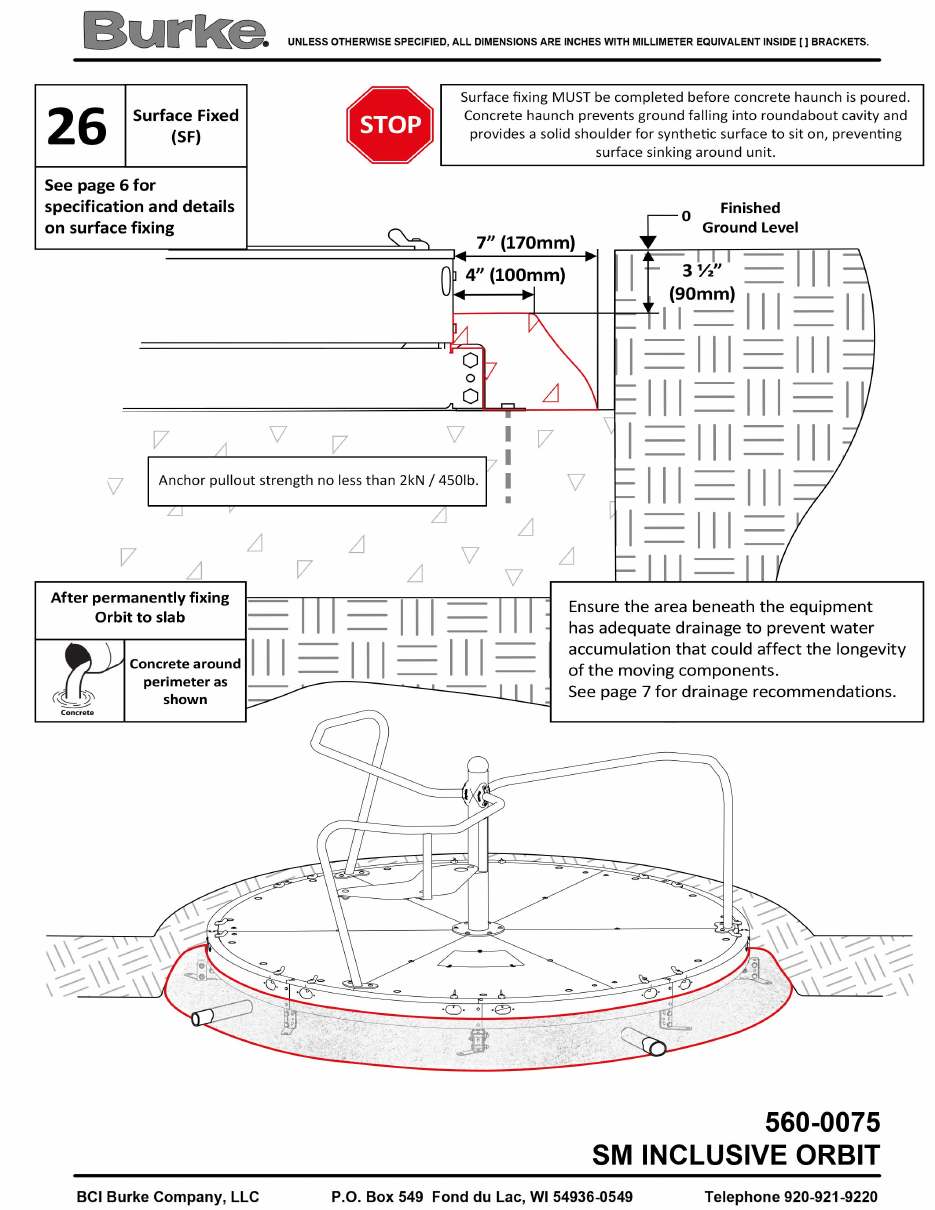 Burke.
UNLESS OTHERWISE SPECIFIED, ALL DIMENSIONS ARE INCHES WITH MILLIMETER EQUIVALENT INSIDE [ ] BRACKETS.
26
Surface Fixed
(SF)
See page 6 for
specification and details
on surface fixing
STOP
Surface fixing MUST be completed before concrete haunch is poured.
Concrete haunch prevents ground falling into roundabout cavity and
provides a solid shoulder for synthetic surface to sit on, preventing
surface sinking around unit.
0
Finished
Ground Level
7” (170mm)
4” (100mm)
3 ½”
(90mm)
Anchor pullout strength no less than 2kN / 450lb.
After permanently fixing
Orbit to slab
Concrete
Concrete around
perimeter as
shown
Ensure the area beneath the equipment
has adequate drainage to prevent water
accumulation that could affect the longevity
of the moving components.
See page 7 for drainage recommendations.
560-0075
SM INCLUSIVE ORBIT
BCI Burke Company, LLC
P.O. Box 549 Fond du Lac, WI 54936-0549
Telephone 920-921-9220